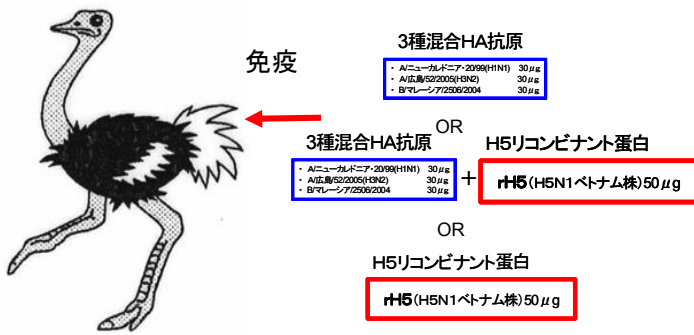 免疫
3種混合HA抗原
・ A/ニューカルドニア・20/99(H1N1) 30μg
・ A/広島/52/2005(H3N2) 30μg
・ B/マレーシア/2506/2004 30μg
OR
3種混合HA抗原
・ A/ニューカルドニア・20/99(H1N1) 30μg
・ A/広島/52/2005(H3N2) 30μg
・ B/マレーシア/2506/2004 30μg
+
H5リコンビナント蛋白
rH5(H5N1ベトナム株)50μg
OR
H5リコンビナント蛋白
rH5(H5N1ベトナム株)50μg